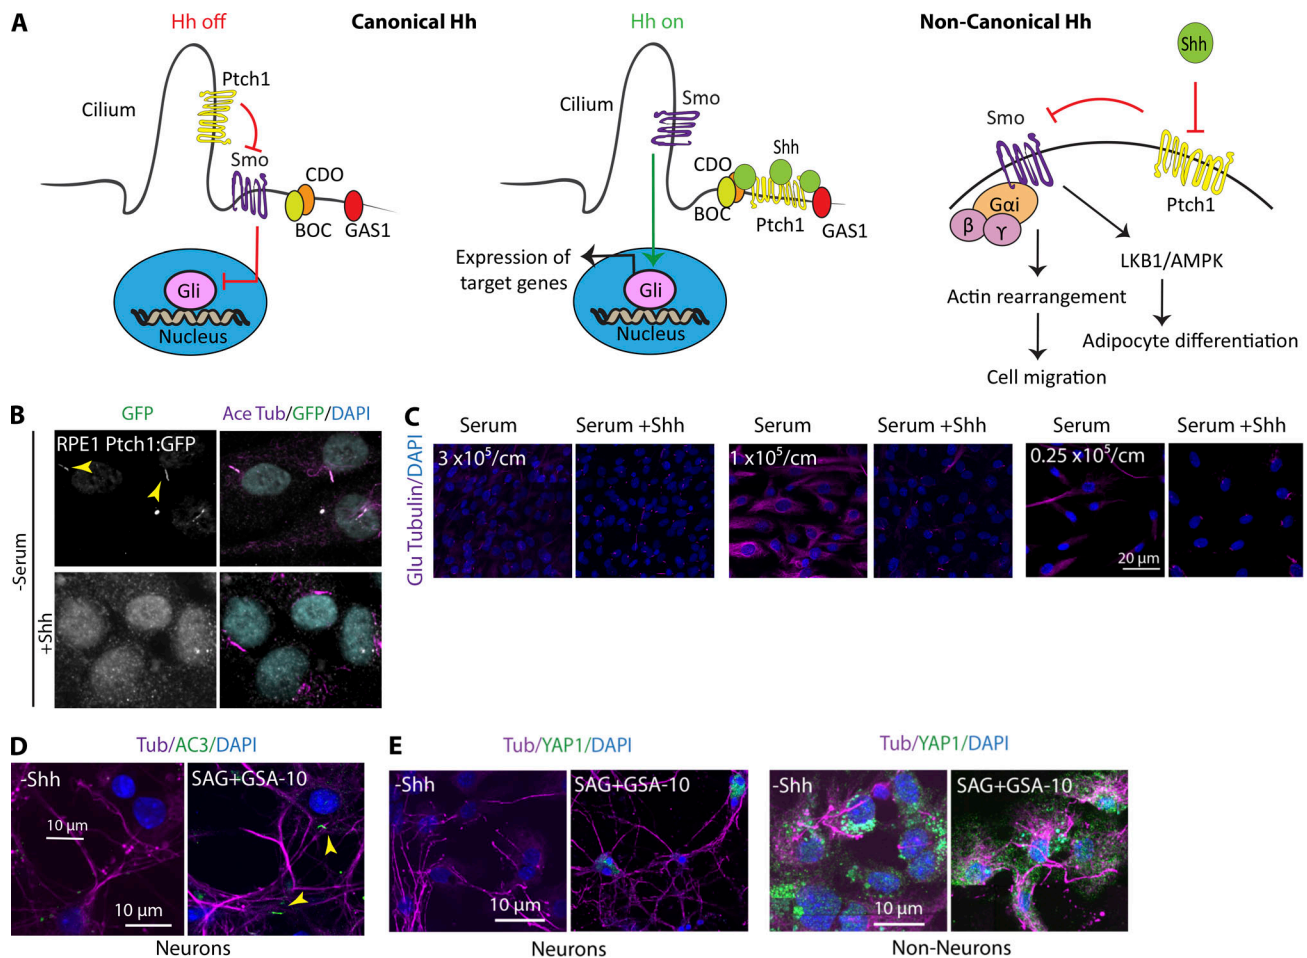 A
Hh off
Canonical Hh
Hh on
Non-Canonical Hh
Cilium
Ptch1
Smo
CDO
BOC
GAS1
Gli
Nucleus
Cilium
Smo
Shh
CDO
BOC
Ptch1
GAS1
Expression of
target genes
Gli
Nucleus
Shh
Smo
Ptch1
Gαi
β
γ
LKB1/AMPK
Actin rearrangement
Adipocyte differentiation
Cell migration
B
GFP
Ace Tub/GFP/DAPI
RPE1 Ptch1:GFP
-Serum
+Shh
C
Serum
Serum +Shh
Serum
Serum +Shh
Serum
Serum +Shh
Glu Tubulin/DAPI
3 x10⁵/cm
1 x10⁵/cm
0.25 x10⁵/cm
20 µm
D
Tub/AC3/DAPI
-Shh
SAG+GSA-10
10 µm
10 µm
Neurons
E
Tub/YAP1/DAPI
Tub/YAP1/DAPI
-Shh
SAG+GSA-10
-Shh
SAG+GSA-10
10 µm
10 µm
Neurons
Non-Neurons